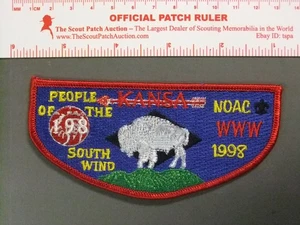 OFFICIAL PATCH RULER
The Scout Patch Auction – The Largest Dealer of Scouting Memorabilia in the World
www.TheScoutPatchAuction.com
Ebay ID: tspa
PEOPLE OF THE SOUTH WIND
KANSA
198
NOAC
WWW
1998